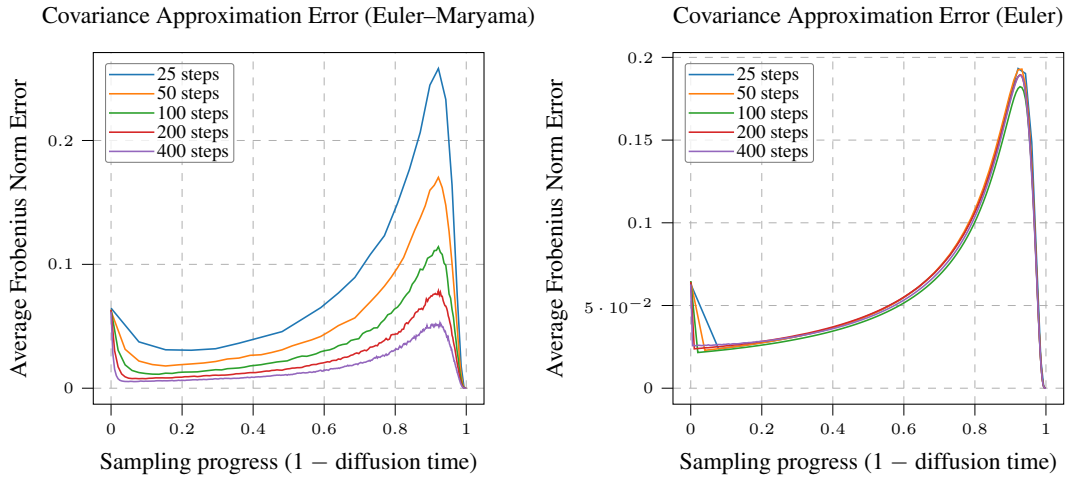 Covariance Approximation Error (Euler–Maryama)
Average Frobenius Norm Error
0.2
0.1
0
25 steps
50 steps
100 steps
200 steps
400 steps
0 0.2 0.4 0.6 0.8 1
Sampling progress (1 − diffusion time)
Covariance Approximation Error (Euler)
Average Frobenius Norm Error
0.2
0.15
0.1
5 · 10⁻²
0
25 steps
50 steps
100 steps
200 steps
400 steps
0 0.2 0.4 0.6 0.8 1
Sampling progress (1 − diffusion time)